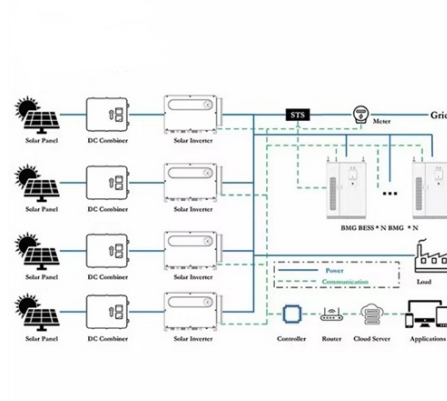 STS
Meter
Grid
Solar Panel DC Combiner Solar Inverter
BMG BESS * N BMG * N
Solar Panel DC Combiner Solar Inverter
Power
Communication
Load
Solar Panel DC Combiner Solar Inverter
Controller Router Cloud Server Applications
Solar Panel DC Combiner Solar Inverter